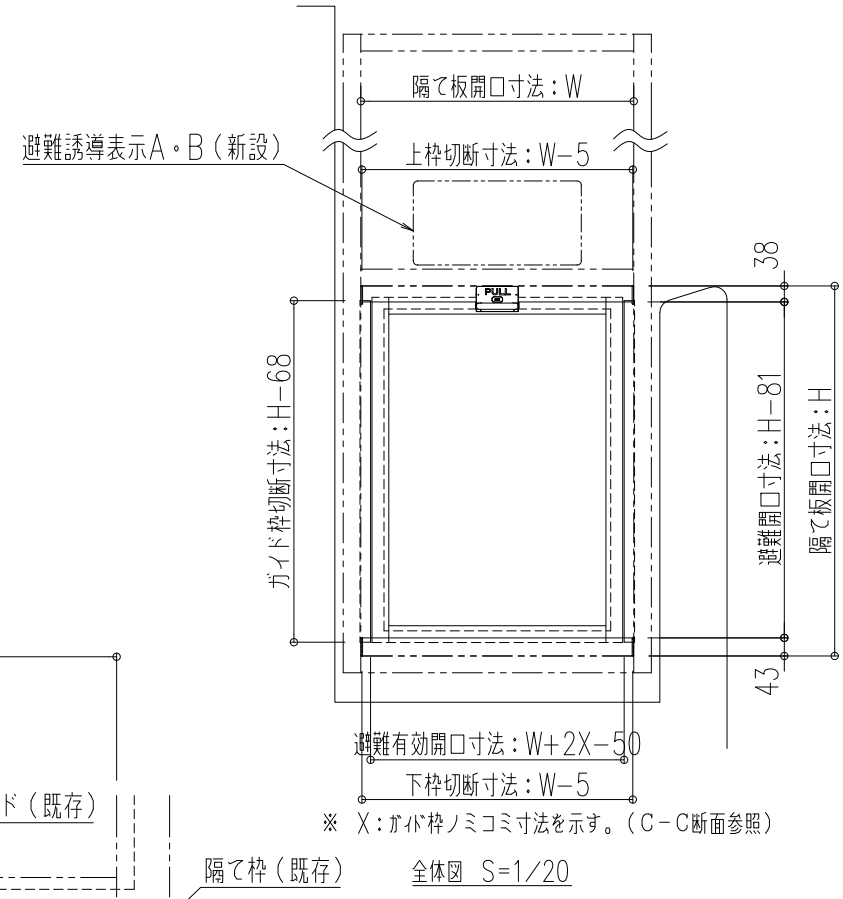 隔て板開口寸法：W
避難誘導表示A・B（新設）
上枠切断寸法：W-5
38
PULL
ガイド枠切断寸法：H-68
避難開口寸法：H-81
隔て板開口寸法：H
43
避難有効開口寸法：W+2X-50
下枠切断寸法：W-5
ド（既存）
※ X：ガイド枠ノミコミ寸法を示す。（C-C断面参照）
隔て枠（既存）
全体図 S=1/20